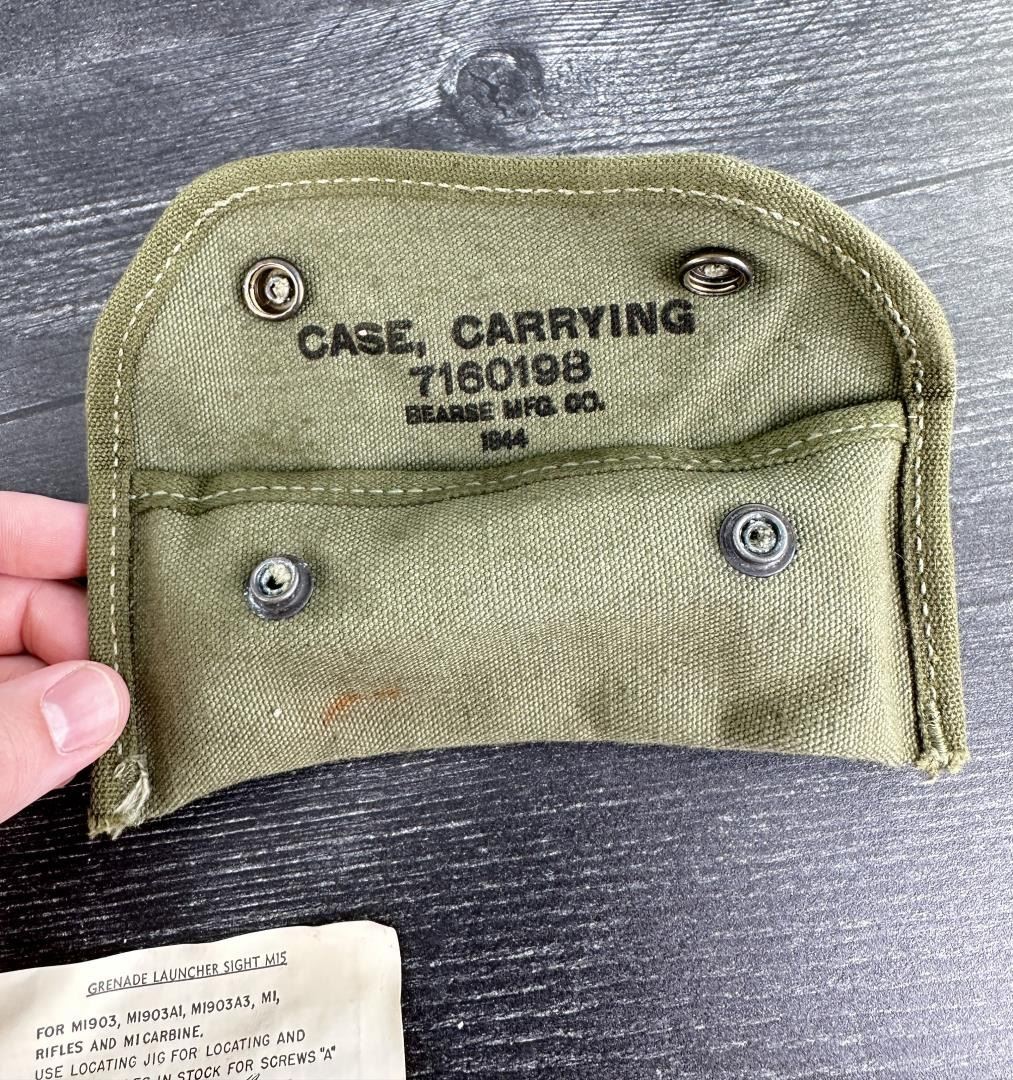 CASE, CARRYING
7160198
BEARSE MFG. CO.
1944
GRENADE LAUNCHER SIGHT M15
FOR M1903, M1903A1, M1903A3, M1,
RIFLES AND M1 CARBINE.
USE LOCATING JIG FOR LOCATING AND
IN STOCK FOR SCREWS "A"